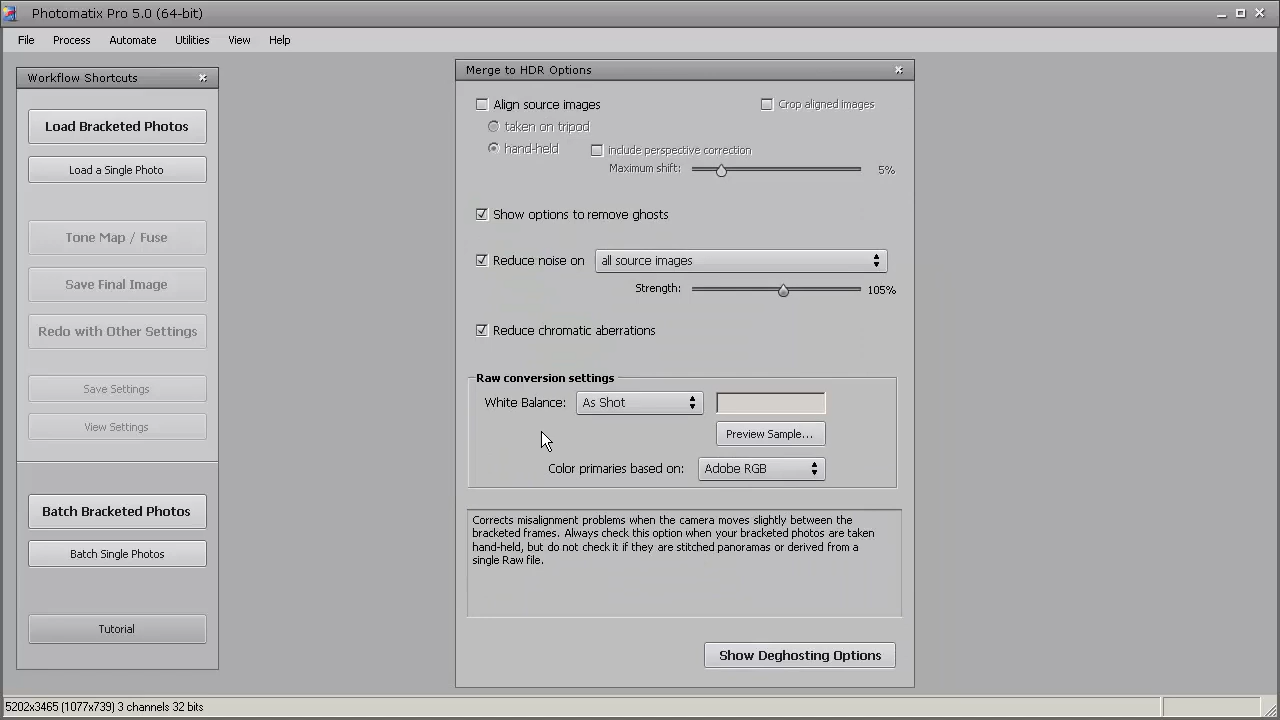 Photomatix Pro 5.0 (64-bit)
File Process Automate Utilities View Help
Workflow Shortcuts
Load Bracketed Photos
Load a Single Photo
Tone Map / Fuse
Save Final Image
Redo with Other Settings
Save Settings
View Settings
Batch Bracketed Photos
Batch Single Photos
Tutorial
Merge to HDR Options
Align source images Crop aligned images
taken on tripod
hand-held include perspective correction
Maximum shift: 5%
Show options to remove ghosts
Reduce noise on all source images
Strength: 105%
Reduce chromatic aberrations
Raw conversion settings
White Balance: As Shot
Preview Sample...
Color primaries based on: Adobe RGB
Corrects misalignment problems when the camera moves slightly between the
bracketed frames. Always check this option when your bracketed photos are taken
hand-held, but do not check it if they are stitched panoramas or derived from a
single Raw file.
Show Deghosting Options
5202x3465 (1077x739) 3 channels 32 bits